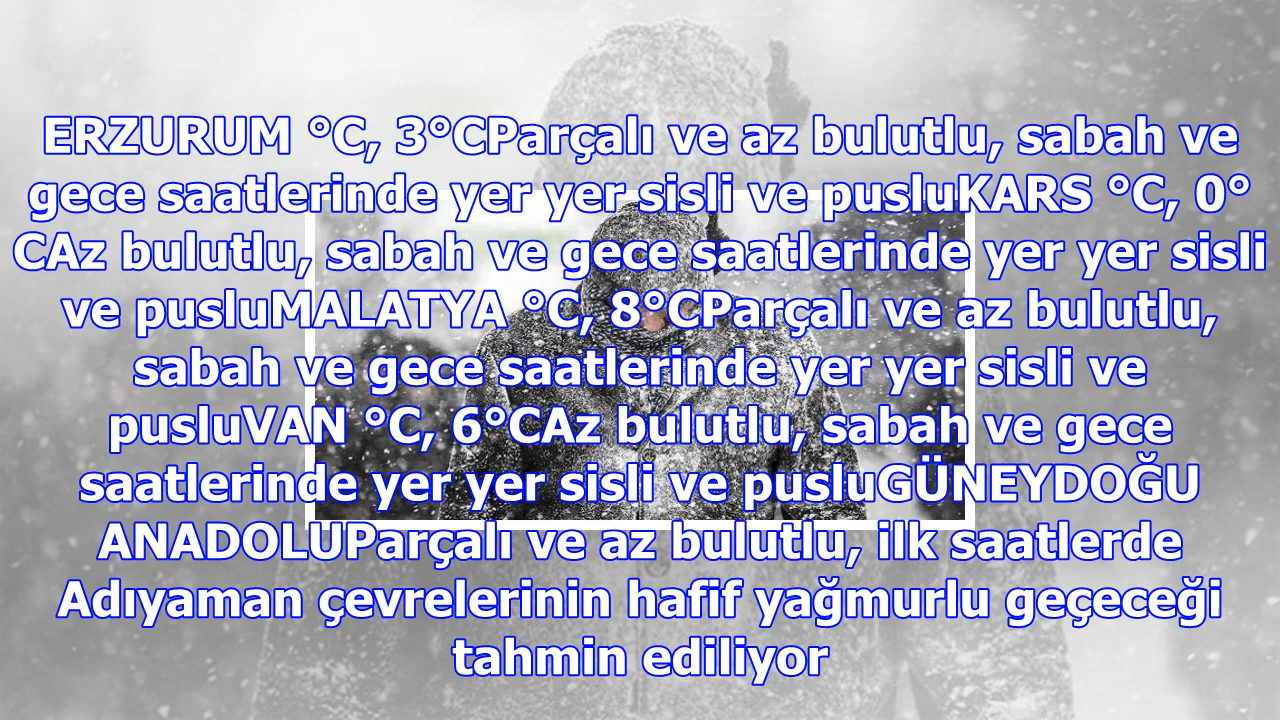 ERZURUM °C, 3°CParçalı ve az bulutlu, sabah ve
gece saatlerinde yer yer sisli ve pusluKARS °C, 0°
CAz bulutlu, sabah ve gece saatlerinde yer yer sisli
ve pusluMALATYA °C, 8°CParçalı ve az bulutlu,
sabah ve gece saatlerinde yer yer sisli ve
pusluVAN °C, 6°CAz bulutlu, sabah ve gece
saatlerinde yer yer sisli ve pusluGÜNEYDOĞU
ANADOLUParçalı ve az bulutlu, ilk saatlerde
Adıyaman çevrelerinin hafif yağmurlu geçeceği
tahmin ediliyor